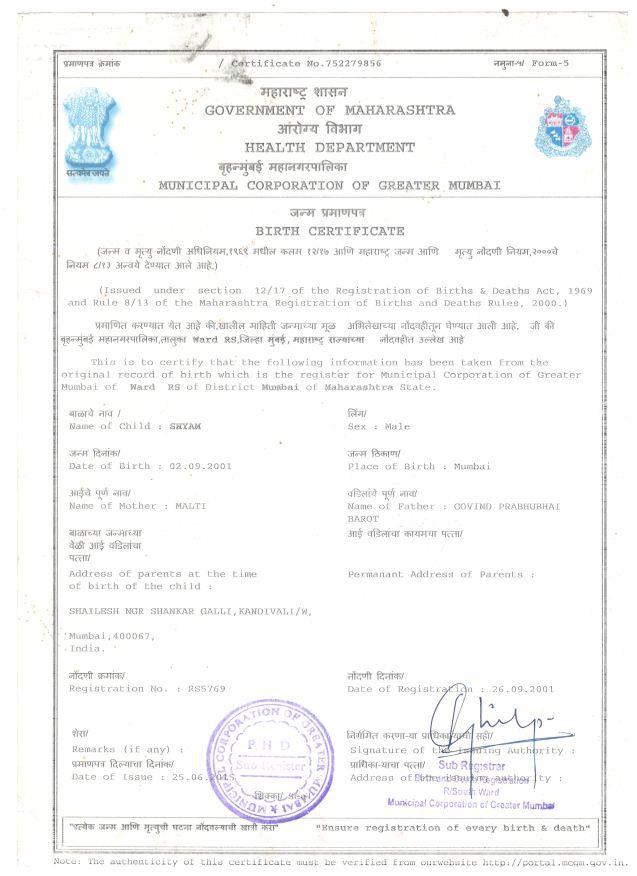 प्रमाणपत्र क्रमांक / Certificate No.752279856 नमुना-५/ Form-5
महाराष्ट्र शासन
GOVERNMENT OF MAHARASHTRA
आंरोग्य विभाग
HEALTH DEPARTMENT
बृहन्मुंबई महानगरपालिका
MUNICIPAL CORPORATION OF GREATER MUMBAI
सत्यमेव जयते
जन्म प्रमाणपत्र
BIRTH CERTIFICATE
(जन्म व मृत्यु नोंदणी अधिनियम,१९६९ मधील कलम १२/१७ आणि महाराष्ट्र जन्म आणि मृत्यु नोंदणी नियम,२०००चे
नियम ८/१३ अन्वये देण्यात आले आहे.)
(Issued under section 12/17 of the Registration of Births & Deaths Act, 1969
and Rule 8/13 of the Maharashtra Registration of Births and Deaths Rules, 2000.)
प्रमाणित करण्यात येत आहे की,खालील माहिती जन्माच्या मूळ अभिलेखाच्या नोंदवहीतून घेण्यात आली आहे, जी की
बृहन्मुंबई महानगरपालिका,तालुका Ward RS,जिल्हा मुंबई, महाराष्ट्र राज्याच्या नोंदवहीत उल्लेख आहे
This is to certify that the following information has been taken from the
original record of birth which is the register for Municipal Corporation of Greater
Mumbai of Ward RS of District Mumbai of Maharashtra State.
बाळाचे नाव / लिंग/
Name of Child : SHYAM Sex : Male
जन्म दिनांक/ जन्म ठिकाण/
Date of Birth : 02.09.2001 Place of Birth : Mumbai
आईचे पूर्ण नाव/ वडिलांचे पूर्ण नाव/
Name of Mother : MALTI Name of Father : GOVIND PRABHUBHAI
BAROT
बाळाच्या जन्माच्या आई वडिलांचा कायमचा पत्ता/
वेळी आई वडिलांचा
पत्ता/
Address of parents at the time Permanant Address of Parents :
of birth of the child :
SHAILESH NGR SHANKAR GALLI,KANDIVALI/W,
Mumbai,400067,
India.
नोंदणी क्रमांक/ नोंदणी दिनांक/
Registration No. : RS5769 Date of Registration : 26.09.2001
शेरा/ निर्गमित करणा-या प्राधिका-याची सही/
Remarks (if any) : Signature of the issuing Authority :
प्रमाणपत्र दिल्याचा दिनांक/ प्राधिका-याचा पत्ता/ Sub Registrar
Date of Issue : 25.06.2015 Address of the issuing authority :
R/South Ward
Municipal Corporation of Greater Mumbai
MUNICIPAL CORPORATION OF GREATER MUMBAI
P H D
Sub Register
"प्रत्येक जन्म आणि मृत्युची घटना नोंदवल्याची खात्री करा" "Ensure registration of every birth & death"
Note: The authenticity of this certificate must be verified from ourwebsite http://portal.mcgm.gov.in.